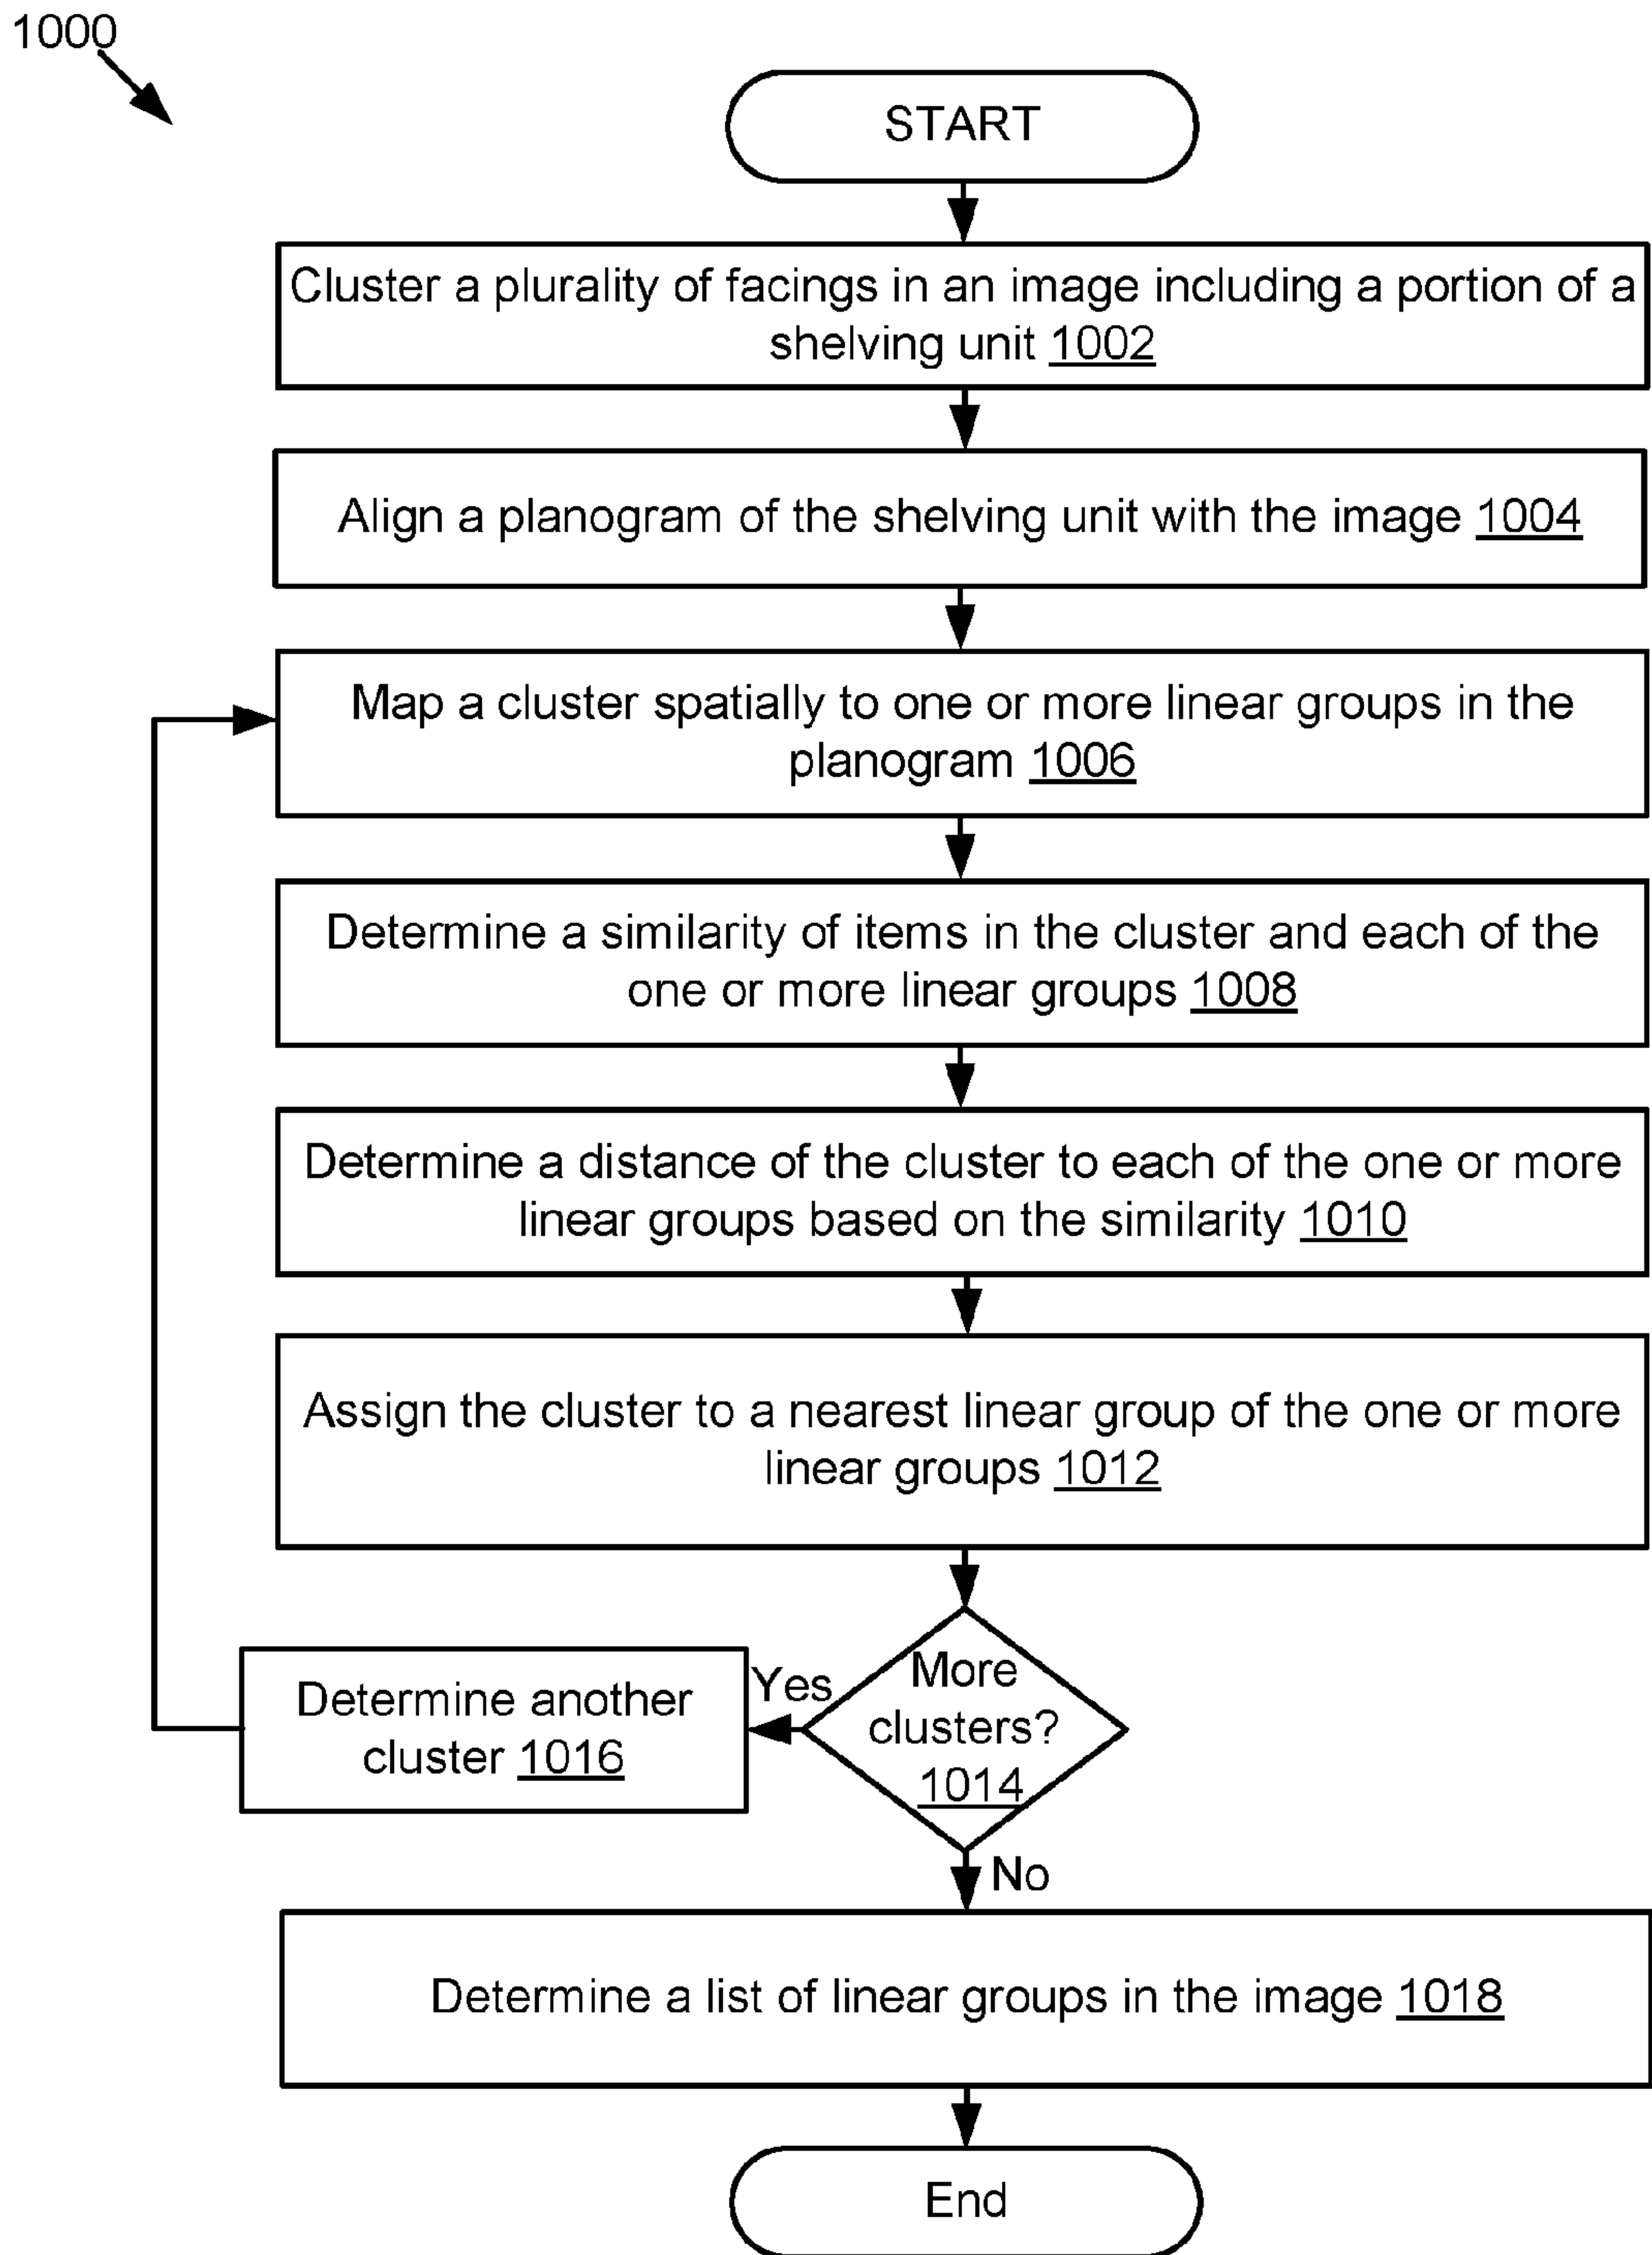 1000
START
Cluster a plurality of facings in an image including a portion of a
shelving unit 1002
Align a planogram of the shelving unit with the image 1004
Map a cluster spatially to one or more linear groups in the
planogram 1006
Determine a similarity of items in the cluster and each of the
one or more linear groups 1008
Determine a distance of the cluster to each of the one or more
linear groups based on the similarity 1010
Assign the cluster to a nearest linear group of the one or more
linear groups 1012
More
clusters?
1014
Yes
Determine another
cluster 1016
No
Determine a list of linear groups in the image 1018
End